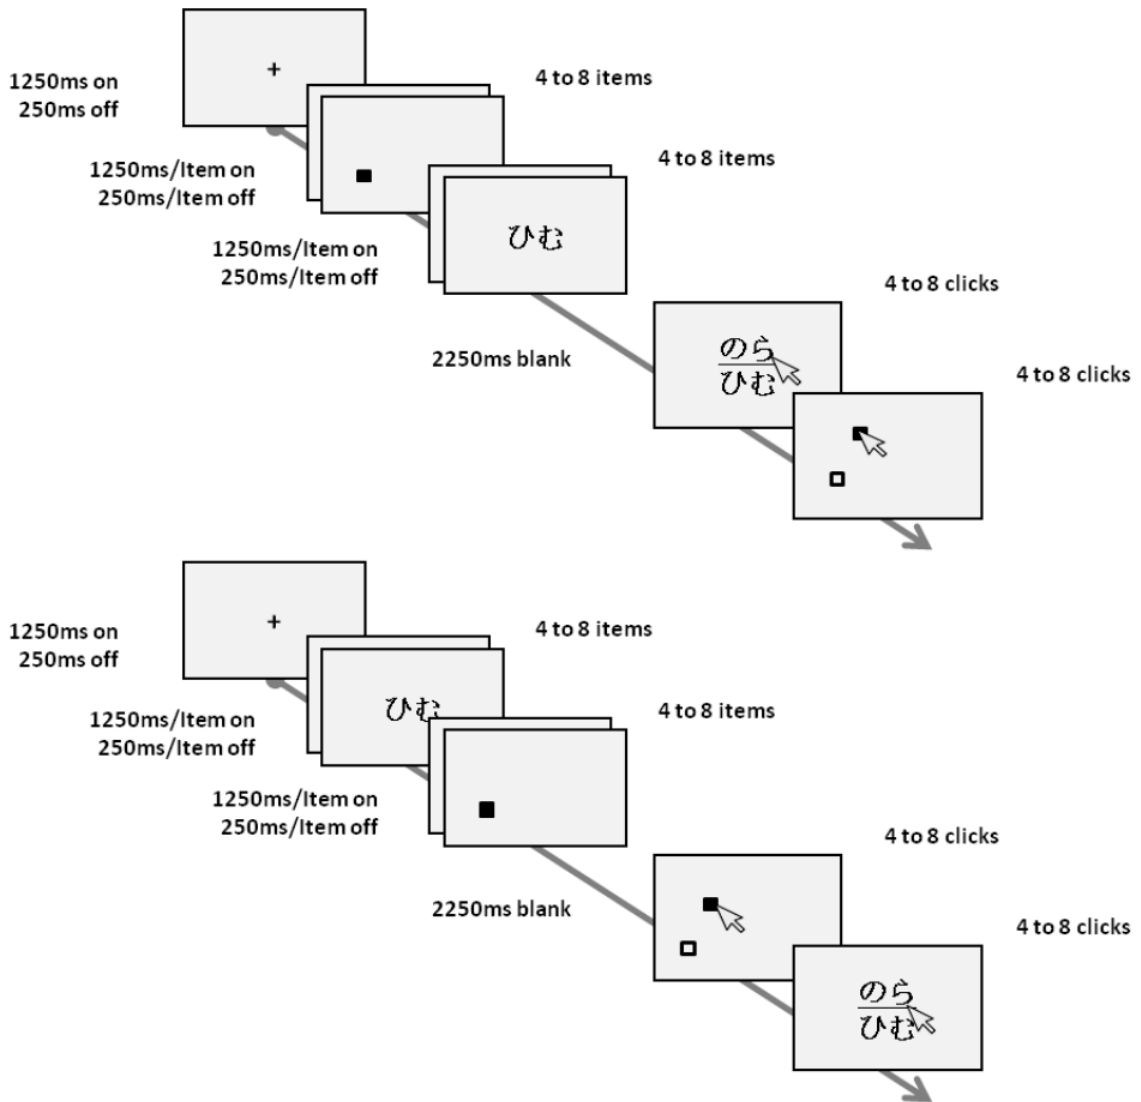 1250ms on
250ms off
+
4 to 8 items
1250ms/Item on
250ms/Item off
4 to 8 items
1250ms/Item on
250ms/Item off
ひむ
4 to 8 clicks
2250ms blank
のら
ひむ
4 to 8 clicks
1250ms on
250ms off
+
4 to 8 items
1250ms/Item on
250ms/Item off
ひむ
4 to 8 items
1250ms/Item on
250ms/Item off
4 to 8 clicks
2250ms blank
4 to 8 clicks
のら
ひむ